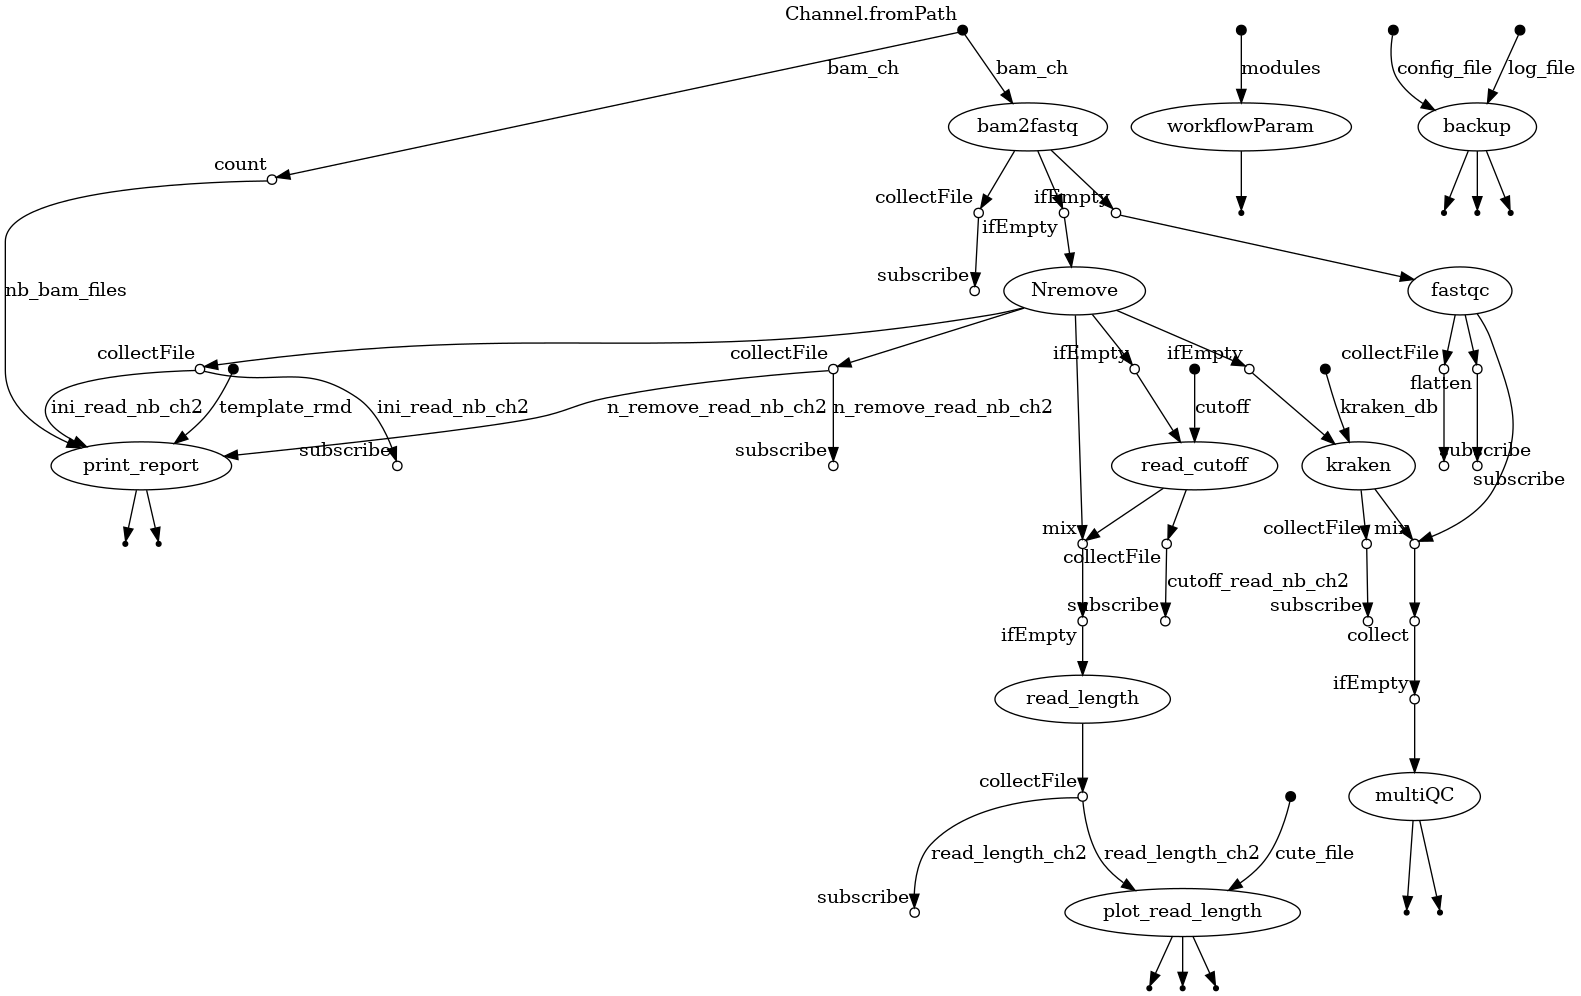 Channel.fromPath
bam_ch
bam_ch
modules
config_file
log_file
bam2fastq
workflowParam
backup
count
collectFile
ifEmpty
ifEmpty
subscribe
nb_bam_files
Nremove
fastqc
collectFile
collectFile
ifEmpty
ifEmpty
collectFile
flatten
ini_read_nb_ch2
template_rmd
ini_read_nb_ch2
n_remove_read_nb_ch2
n_remove_read_nb_ch2
cutoff
kraken_db
subscribe
subscribe
subscribe
print_report
read_cutoff
kraken
subscribe
mix
collectFile
collectFile
mix
cutoff_read_nb_ch2
subscribe
subscribe
ifEmpty
collect
ifEmpty
read_length
collectFile
multiQC
read_length_ch2
read_length_ch2
cute_file
subscribe
plot_read_length